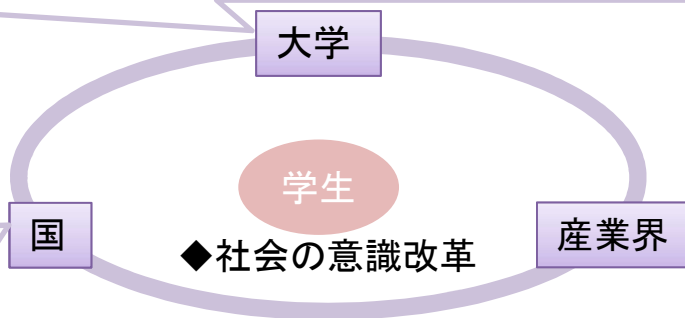 大学
学生
国
産業界
◆社会の意識改革